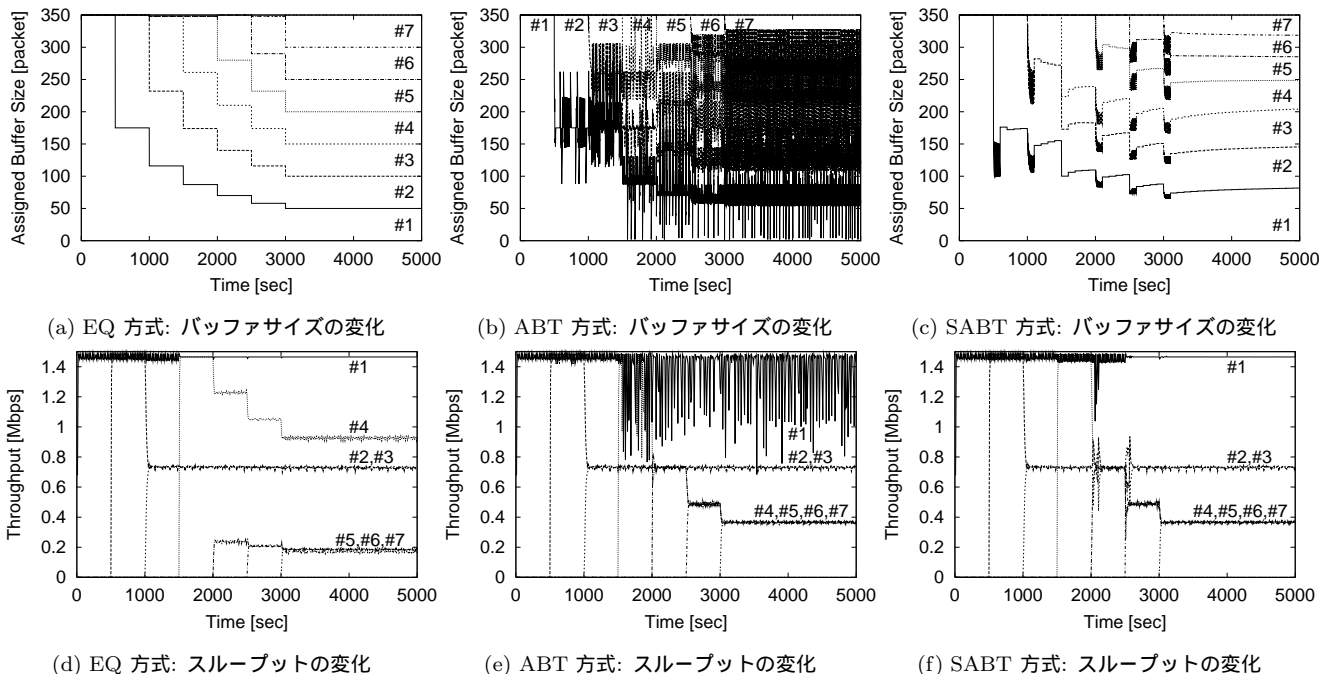 350
300
250
200
150
100
50
0
Assigned Buffer Size [packet]
#7
#6
#5
#4
#3
#2
#1
0 1000 2000 3000 4000 5000
Time [sec]
(a) EQ 方式: バッファサイズの変化
350
300
250
200
150
100
50
0
Assigned Buffer Size [packet]
#1 #2 #3 #4 #5 #6 #7
0 1000 2000 3000 4000 5000
Time [sec]
(b) ABT 方式: バッファサイズの変化
350
300
250
200
150
100
50
0
Assigned Buffer Size [packet]
#7
#6
#5
#4
#3
#2
#1
0 1000 2000 3000 4000 5000
Time [sec]
(c) SABT 方式: バッファサイズの変化
1.4
1.2
1
0.8
0.6
0.4
0.2
0
Throughput [Mbps]
#1
#4
#2,#3
#5,#6,#7
0 1000 2000 3000 4000 5000
Time [sec]
(d) EQ 方式: スループットの変化
1.4
1.2
1
0.8
0.6
0.4
0.2
0
Throughput [Mbps]
#1
#2,#3
#4,#5,#6,#7
0 1000 2000 3000 4000 5000
Time [sec]
(e) ABT 方式: スループットの変化
1.4
1.2
1
0.8
0.6
0.4
0.2
0
Throughput [Mbps]
#1
#2,#3
#4,#5,#6,#7
0 1000 2000 3000 4000 5000
Time [sec]
(f) SABT 方式: スループットの変化